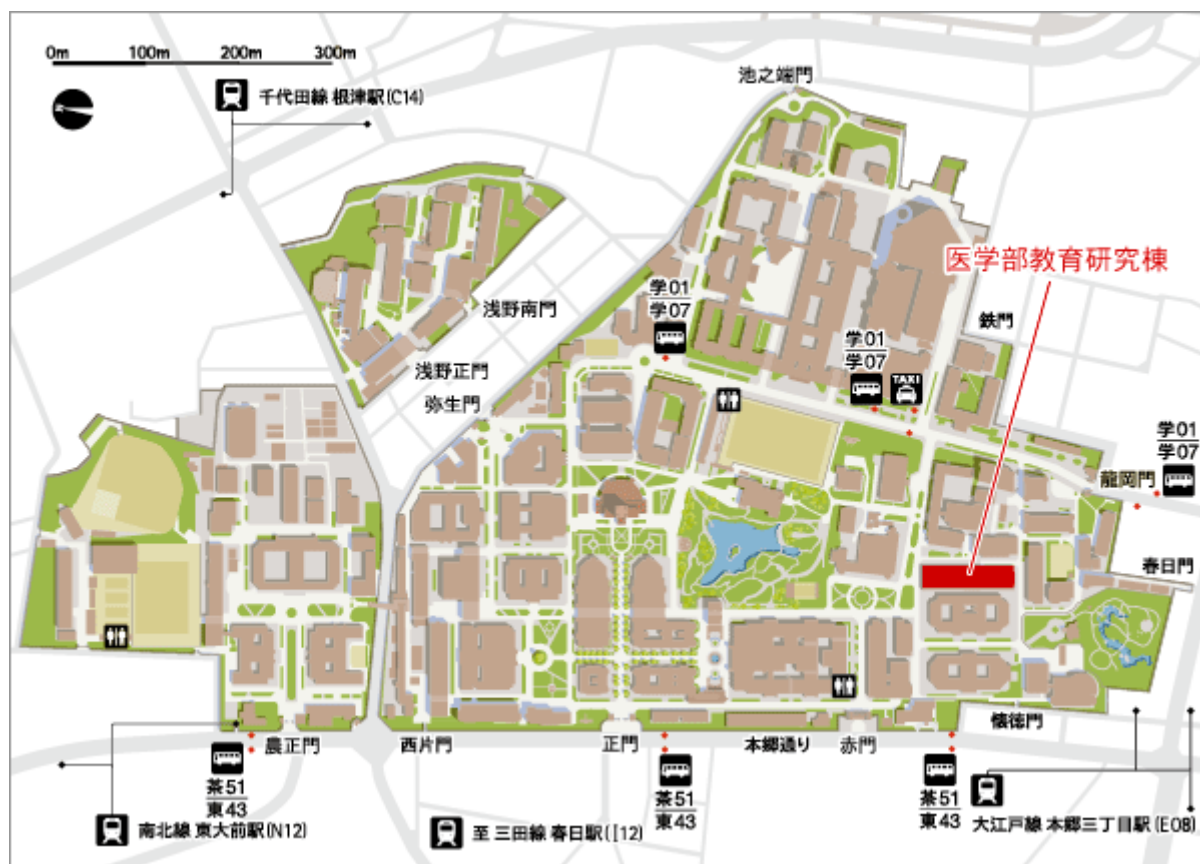 0m 100m 200m 300m
千代田線 根津駅(C14)
池之端門
医学部教育研究棟
鉄門
浅野南門
学01
学07
学01
学07
TAXI
浅野正門
弥生門
学01
学07
龍岡門
春日門
農正門
西片門
正門
本郷通り
赤門
懐徳門
茶51
東43
茶51
東43
茶51
東43
南北線 東大前駅(N12)
至 三田線 春日駅(I12)
大江戸線 本郷三丁目駅(E08)